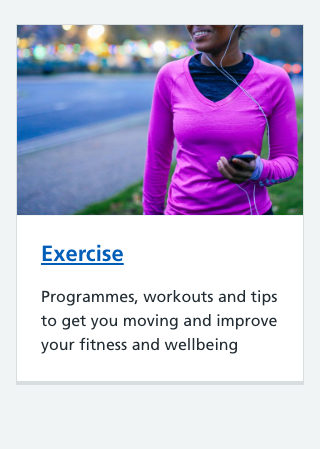 Exercise
Programmes, workouts and tips
to get you moving and improve
your fitness and wellbeing